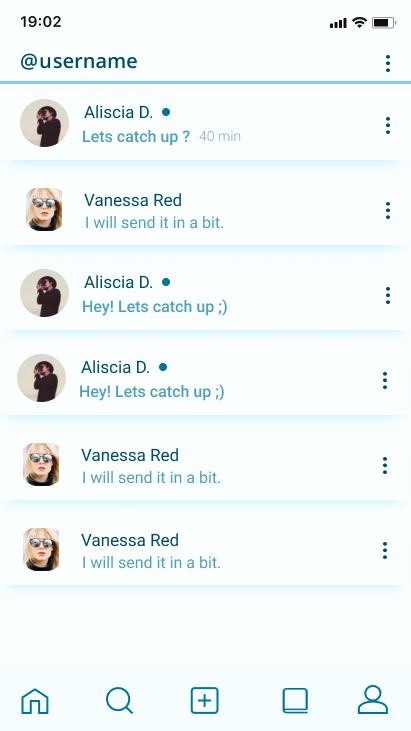 19:02
@username
Aliscia D.
Lets catch up ? 40 min
Vanessa Red
I will send it in a bit.
Aliscia D.
Hey! Lets catch up ;)
Aliscia D.
Hey! Lets catch up ;)
Vanessa Red
I will send it in a bit.
Vanessa Red
I will send it in a bit.